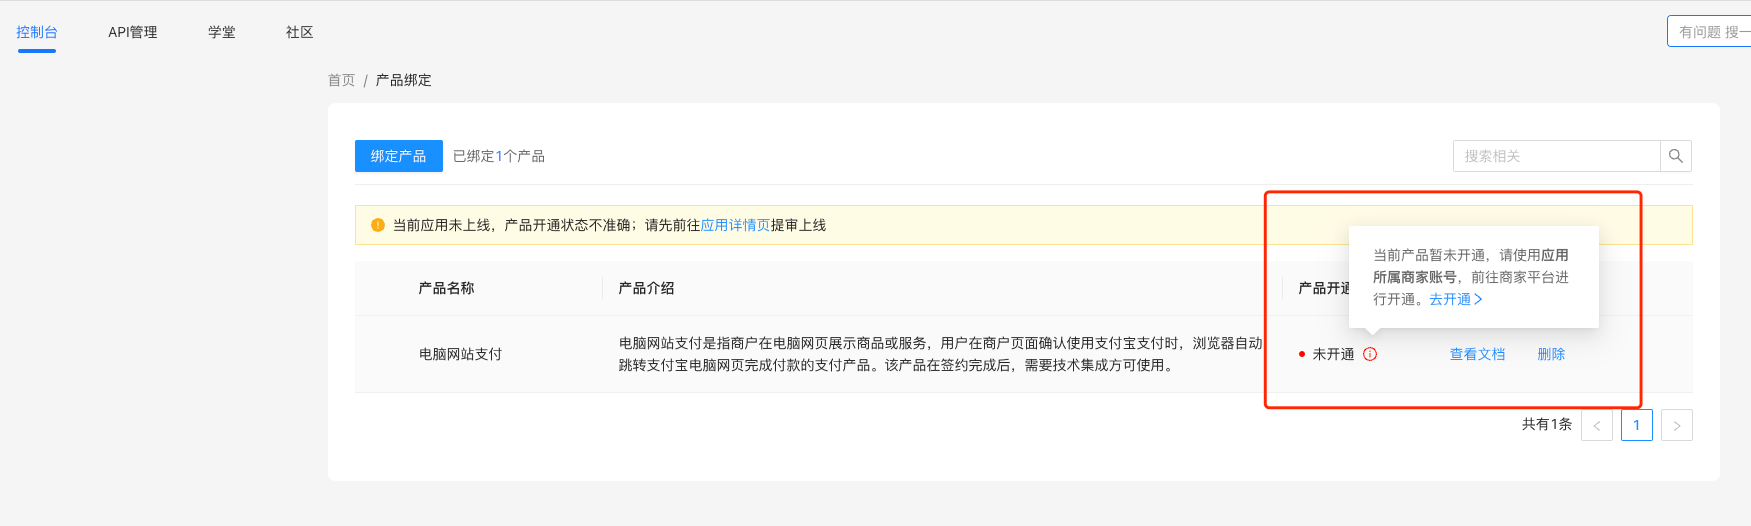 控制台 API管理 学堂 社区 有问题 搜一
首页 / 产品绑定
绑定产品 已绑定1个产品 搜索相关
当前应用未上线，产品开通状态不准确；请先前往应用详情页提审上线
当前产品暂未开通，请使用应用
所属商家账号，前往商家平台进
行开通。去开通
产品名称 产品介绍 产品开通
电脑网站支付 电脑网站支付是指商户在电脑网页展示商品或服务，用户在商户页面确认使用支付宝支付时，浏览器自动
跳转支付宝电脑网页完成付款的支付产品。该产品在签约完成后，需要技术集成方可使用。
未开通 查看文档 删除
共有1条 < 1 >